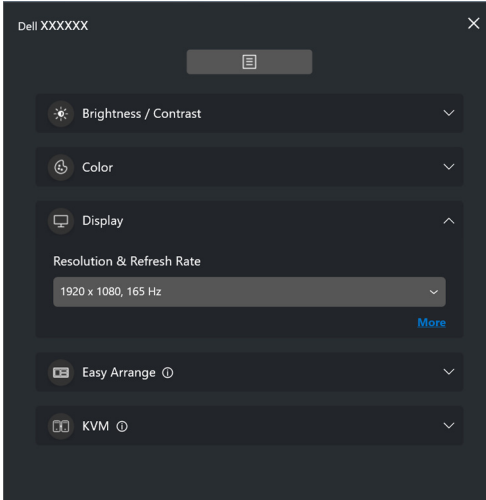 Dell XXXXXX
Brightness / Contrast
Color
Display
Resolution & Refresh Rate
1920 x 1080, 165 Hz
More
Easy Arrange
KVM